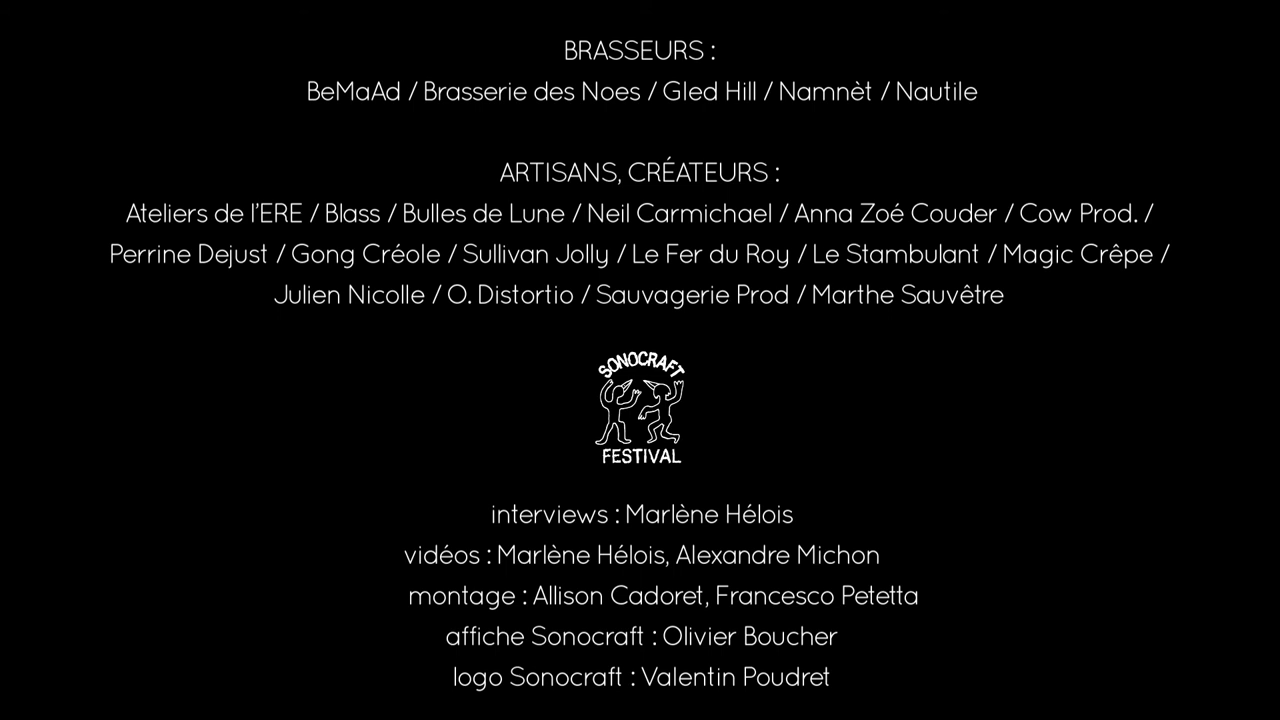 BRASSEURS :
BeMaAd / Brasserie des Noes / Gled Hill / Namnèt / Nautile
ARTISANS, CRÉATEURS :
Ateliers de l'ERE / Blass / Bulles de Lune / Neil Carmichael / Anna Zoé Couder / Cow Prod. /
Perrine Dejust / Gong Créole / Sullivan Jolly / Le Fer du Roy / Le Stambulant / Magic Crêpe /
Julien Nicolle / O. Distortio / Sauvagerie Prod / Marthe Sauvêtre
SONOCRAFT
FESTIVAL
interviews : Marlène Hélois
vidéos : Marlène Hélois, Alexandre Michon
montage : Allison Cadoret, Francesco Petetta
affiche Sonocraft : Olivier Boucher
logo Sonocraft : Valentin Poudret